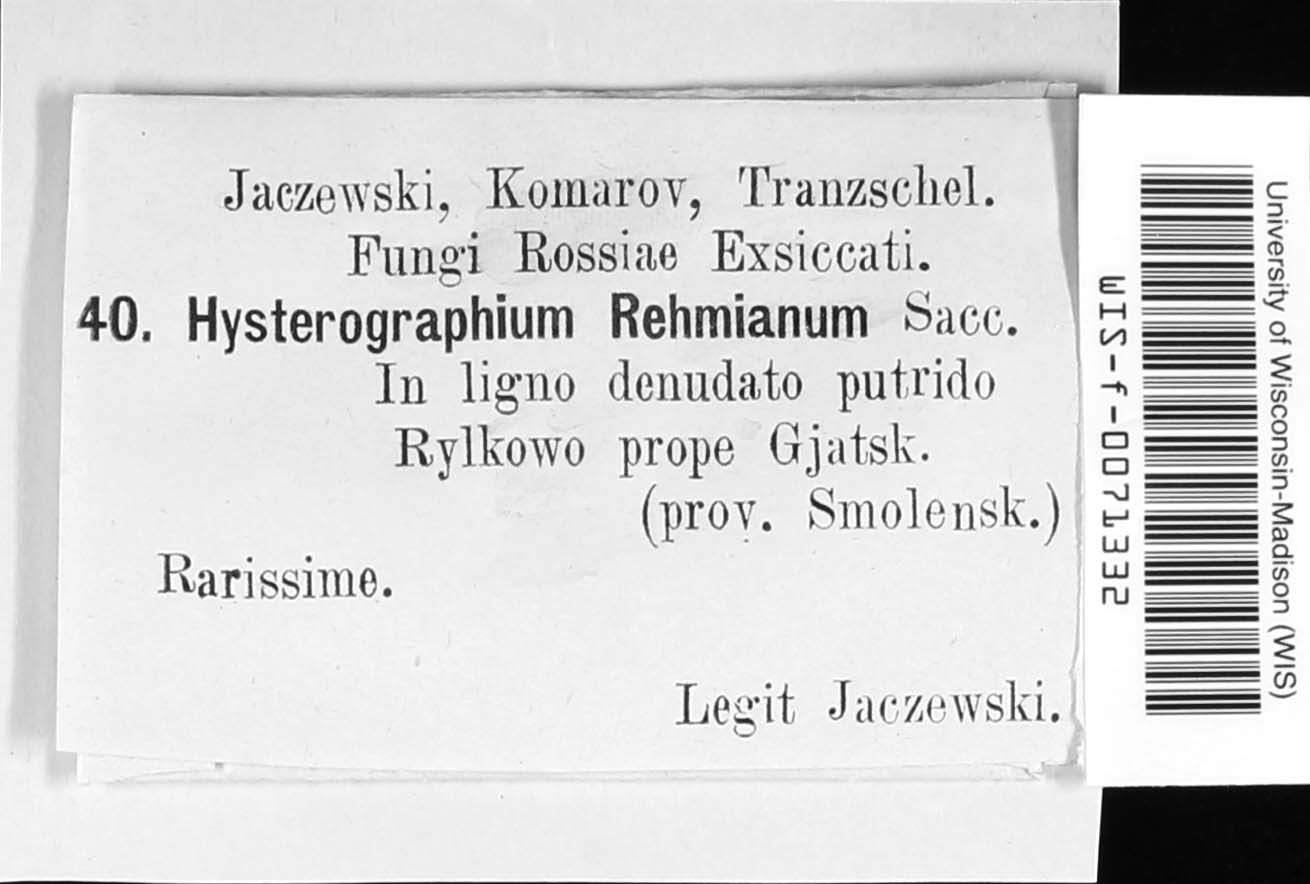 Jaczewski, Komarov, Tranzschel.
Fungi Rossiae Exsiccati.
40. Hysterographium Rehmianum Sacc.
In ligno denudato putrido
Rylkowo prope Gjatsk.
(prov. Smolensk.)
Rarissime.
Legit Jaczewski.
WIS-f-0071332
University of Wisconsin-Madison (WIS)